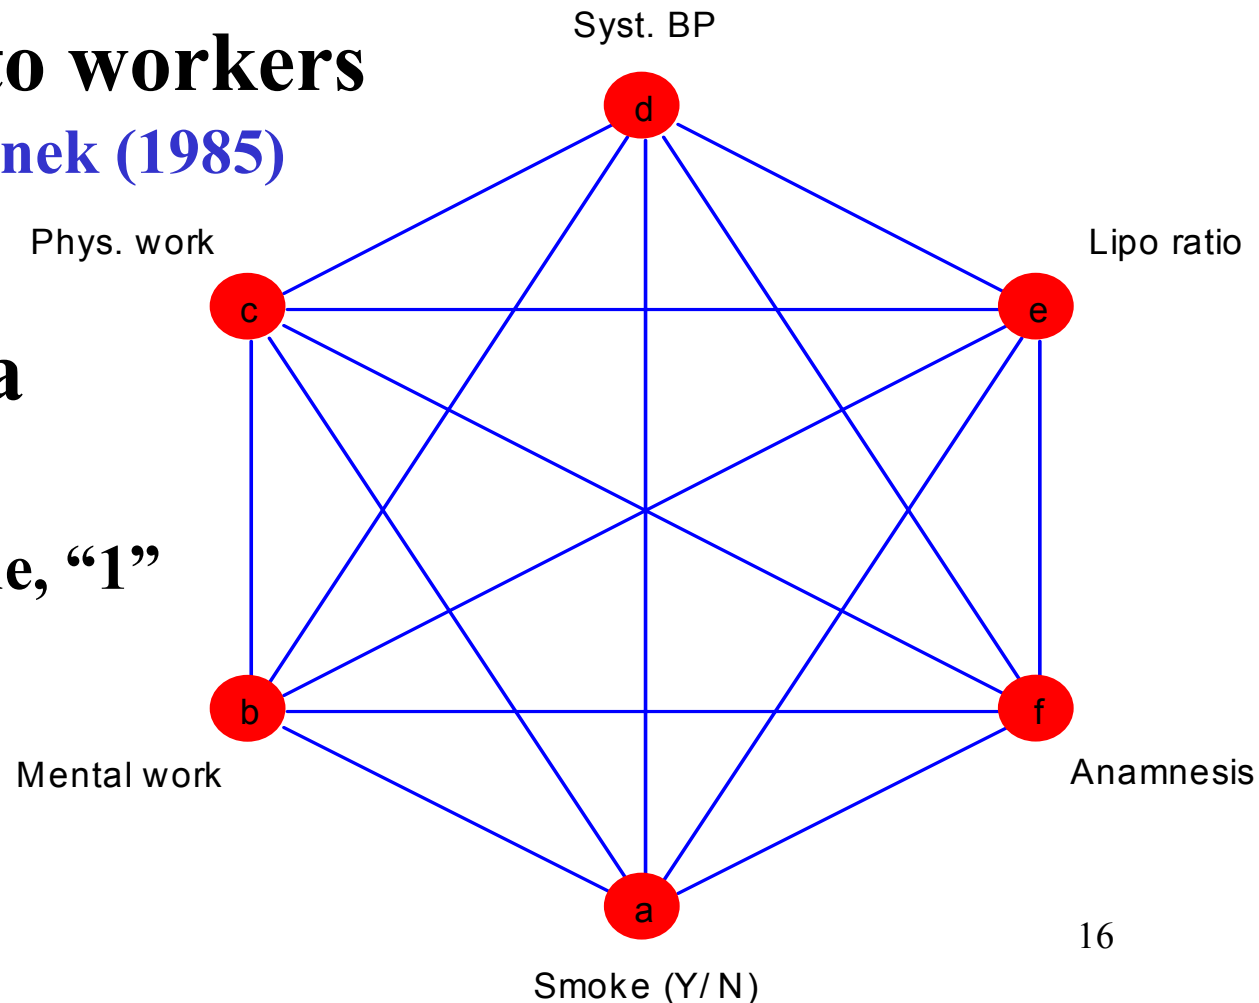 Syst. BP
to workers
d
nek (1985)
Phys. work
Lipo ratio
c
e
a
e, “1”
b
f
Mental work
Anamnesis
a
16
Smoke (Y/ N)